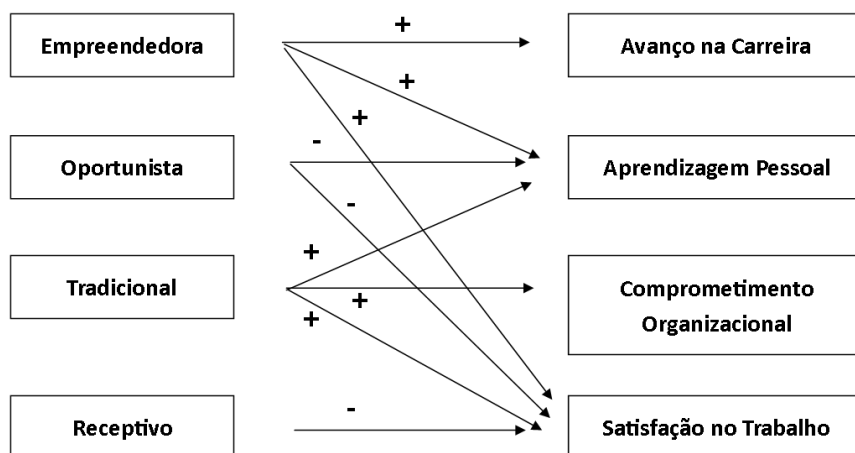 Empreendedora
+
Avanço na Carreira
+
+
Oportunista
-
Aprendizagem Pessoal
-
+
Tradicional
+
+
Comprometimento
Organizacional
Receptivo
-
Satisfação no Trabalho